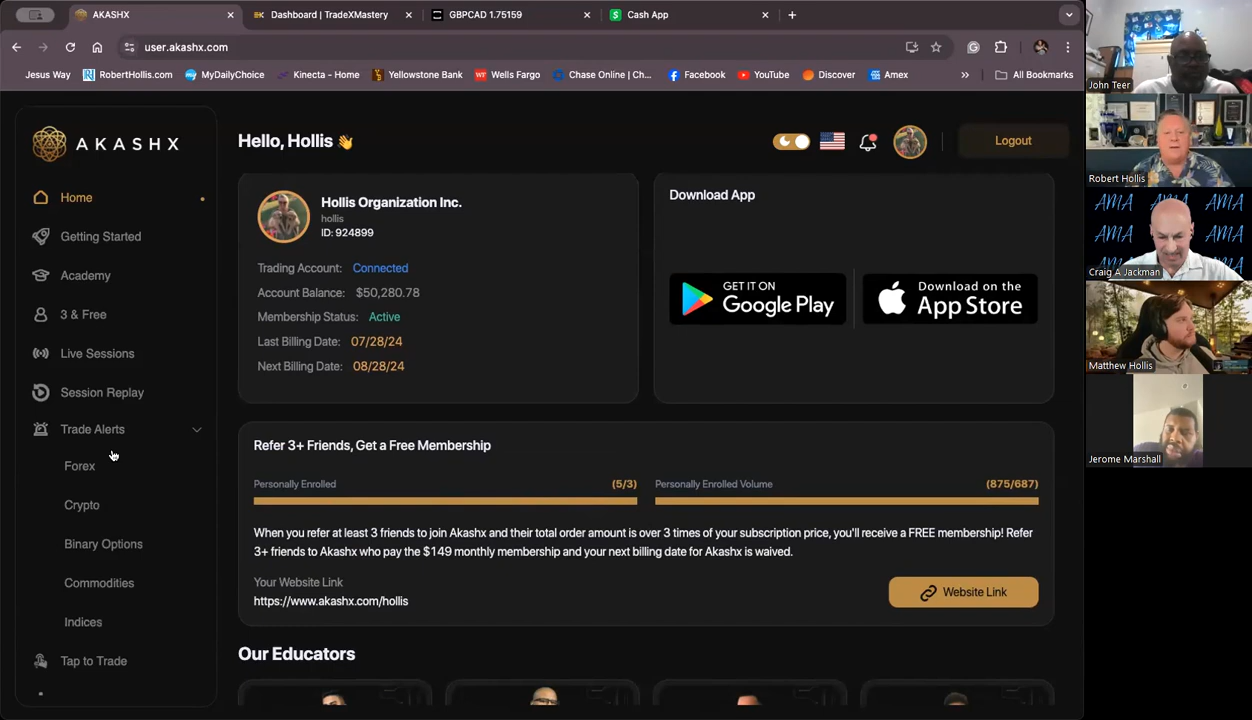 AKASHX
Dashboard | TradeXMastery
GBPCAD 1.75159
Cash App
user.akashx.com
Jesus Way
RobertHollis.com
MyDailyChoice
Kinecta - Home
Yellowstone Bank
Wells Fargo
Chase Online | Ch...
Facebook
YouTube
Discover
Amex
All Bookmarks
AKASHX
Home
Getting Started
Academy
3 & Free
Live Sessions
Session Replay
Trade Alerts
Forex
Crypto
Binary Options
Commodities
Indices
Tap to Trade
Hello, Hollis 👋
Logout
Hollis Organization Inc.
hollis
ID: 924899
Trading Account: Connected
Account Balance: $50,280.78
Membership Status: Active
Last Billing Date: 07/28/24
Next Billing Date: 08/28/24
Download App
GET IT ON
Google Play
Download on the
App Store
Refer 3+ Friends, Get a Free Membership
Personally Enrolled (5/3)
Personally Enrolled Volume (875/687)
When you refer at least 3 friends to join Akashx and their total order amount is over 3 times of your subscription price, you'll receive a FREE membership! Refer
3+ friends to Akashx who pay the $149 monthly membership and your next billing date for Akashx is waived.
Your Website Link
https://www.akashx.com/hollis
Website Link
Our Educators
John Teer
Robert Hollis
AMA AMA
AMA AMA
AMA AMA
Craig A Jackman
Matthew Hollis
Jerome Marshall